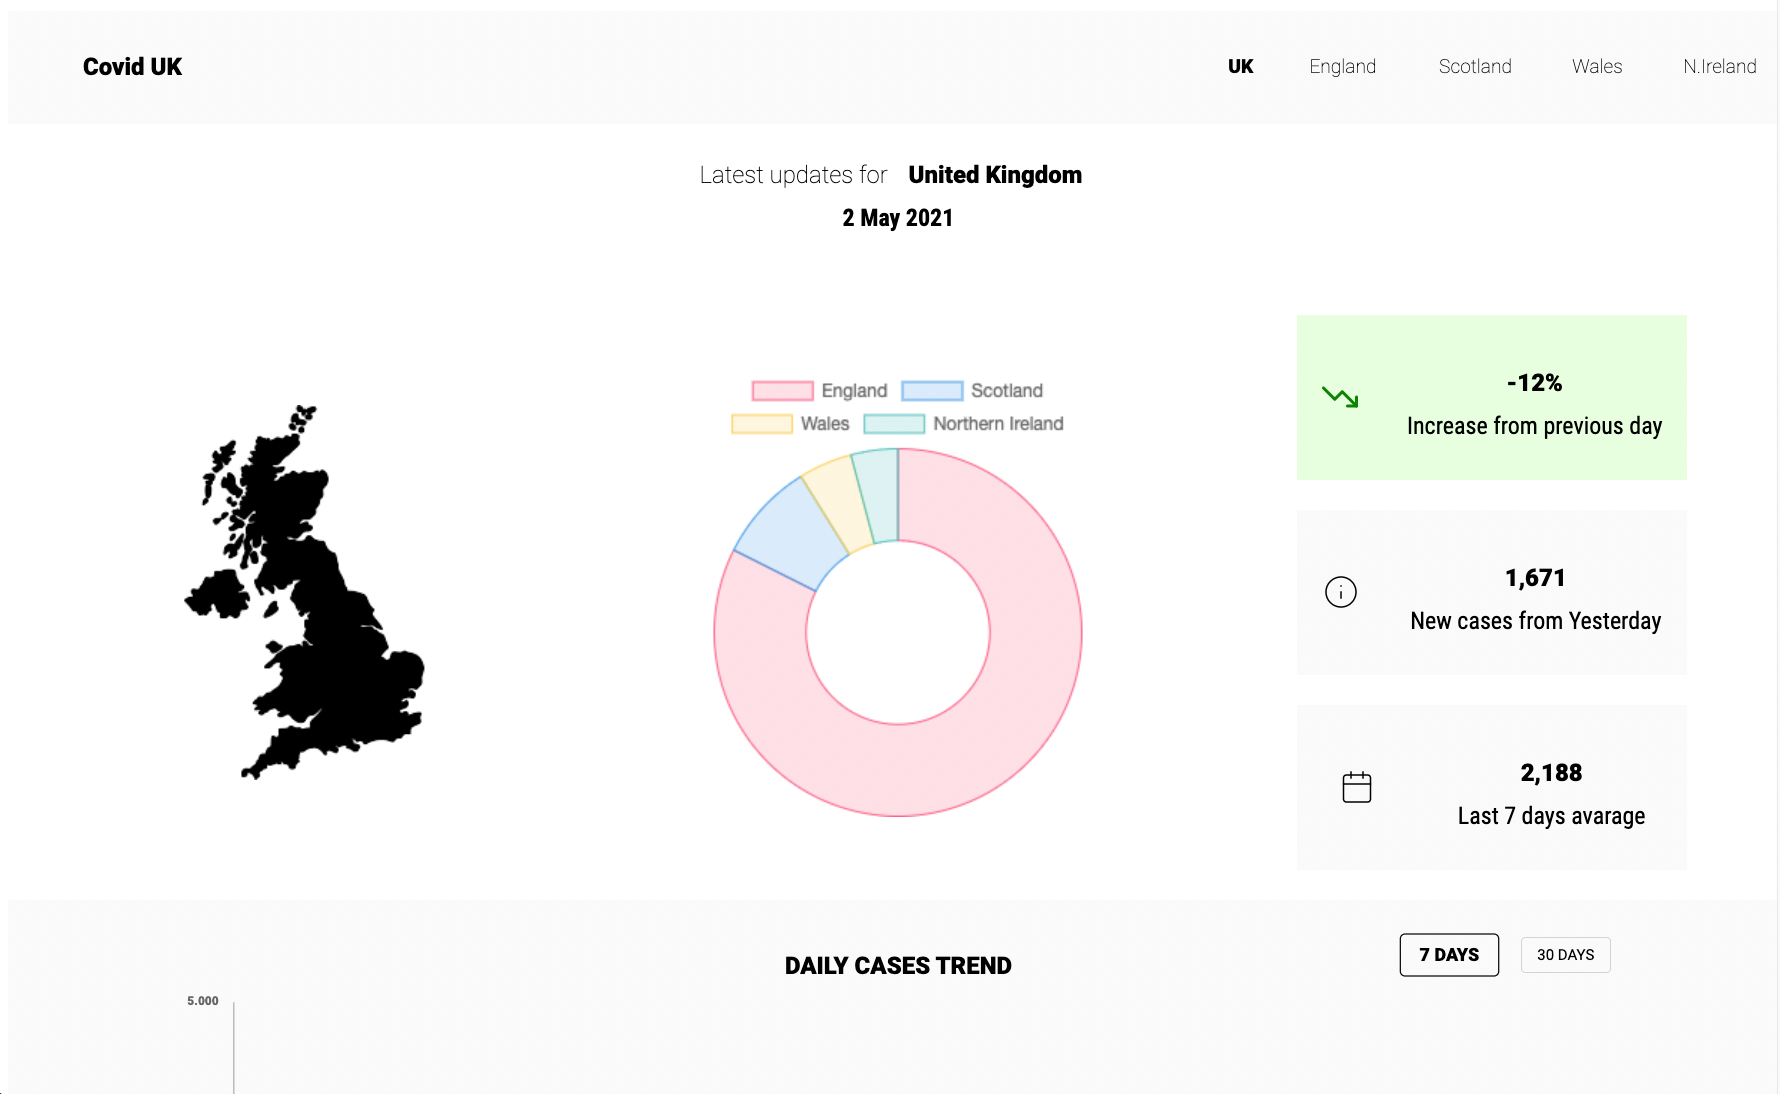 Covid UK
UK England Scotland Wales N.Ireland
Latest updates for United Kingdom
2 May 2021
England Scotland
Wales Northern Ireland
-12%
Increase from previous day
1,671
New cases from Yesterday
2,188
Last 7 days avarage
DAILY CASES TREND
7 DAYS 30 DAYS
5.000